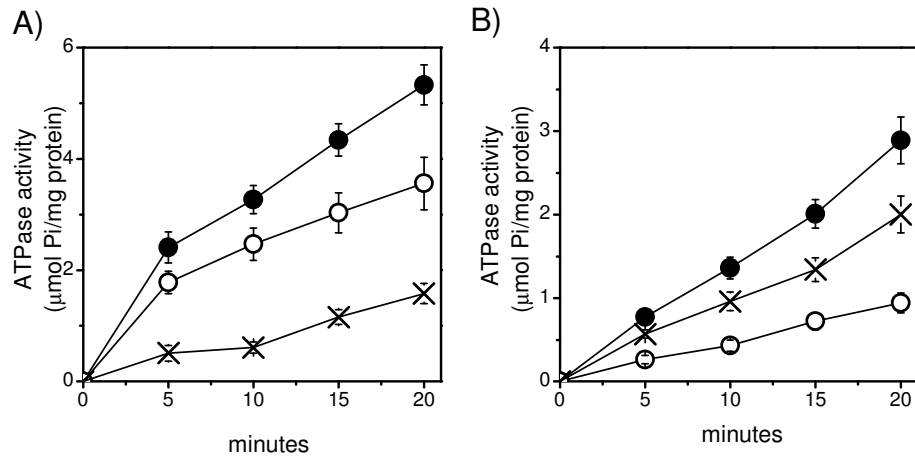 A)
6
4
2
0
0
5
10
15
20
minutes
ATPase activity
(μmol Pi/mg protein)
B)
4
3
2
1
0
0
5
10
15
20
minutes
ATPase activity
(μmol Pi/mg protein)